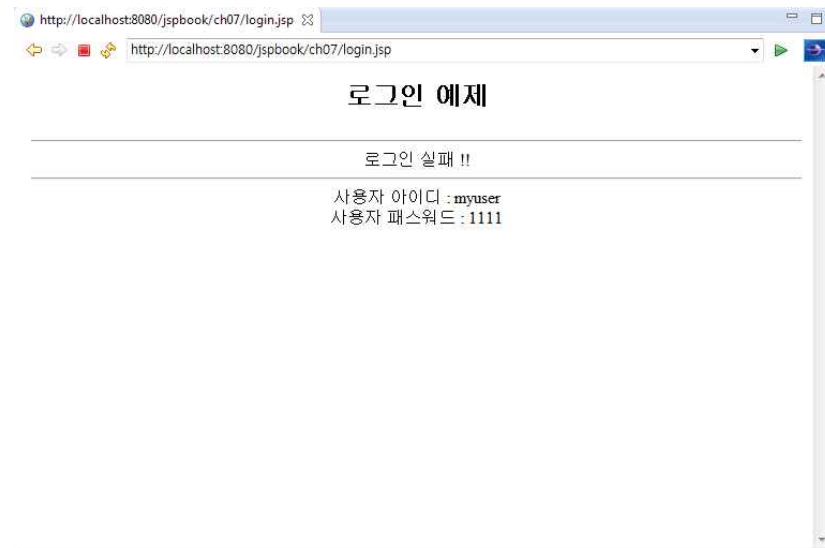 http://localhost:8080/jspbook/ch07/login.jsp
http://localhost:8080/jspbook/ch07/login.jsp
로그인 예제
로그인 실패 !!
사용자 아이디 : myuser
사용자 패스워드 : 1111